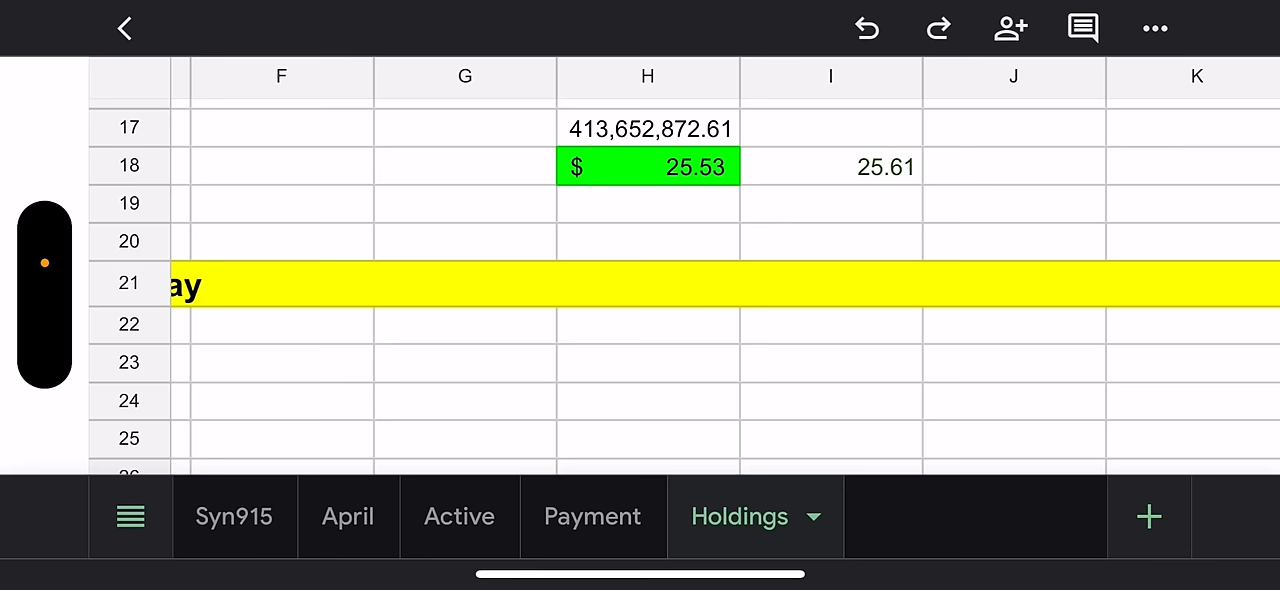 F G H I J K
17 413,652,872.61
18 $ 25.53 25.61
19
20
21 ay
22
23
24
25
Syn915 April Active Payment Holdings